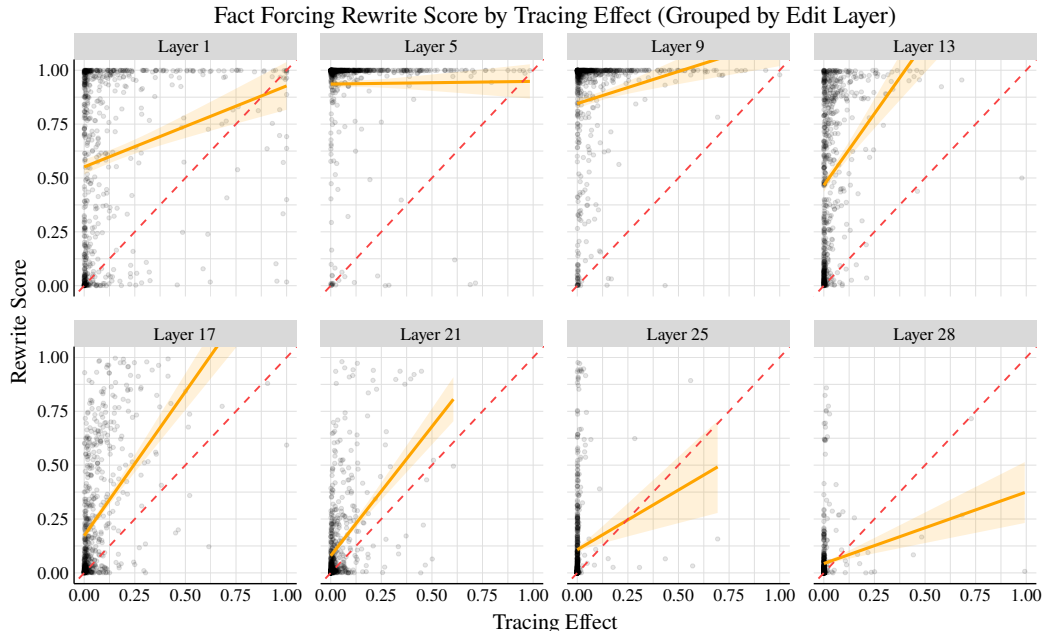 Fact Forcing Rewrite Score by Tracing Effect (Grouped by Edit Layer)
Layer 1 Layer 5 Layer 9 Layer 13
1.00
0.75
0.50
0.25
0.00
Rewrite Score
Layer 17 Layer 21 Layer 25 Layer 28
1.00
0.75
0.50
0.25
0.00
0.00 0.25 0.50 0.75 1.00 0.00 0.25 0.50 0.75 1.00 0.00 0.25 0.50 0.75 1.00 0.00 0.25 0.50 0.75 1.00
Tracing Effect